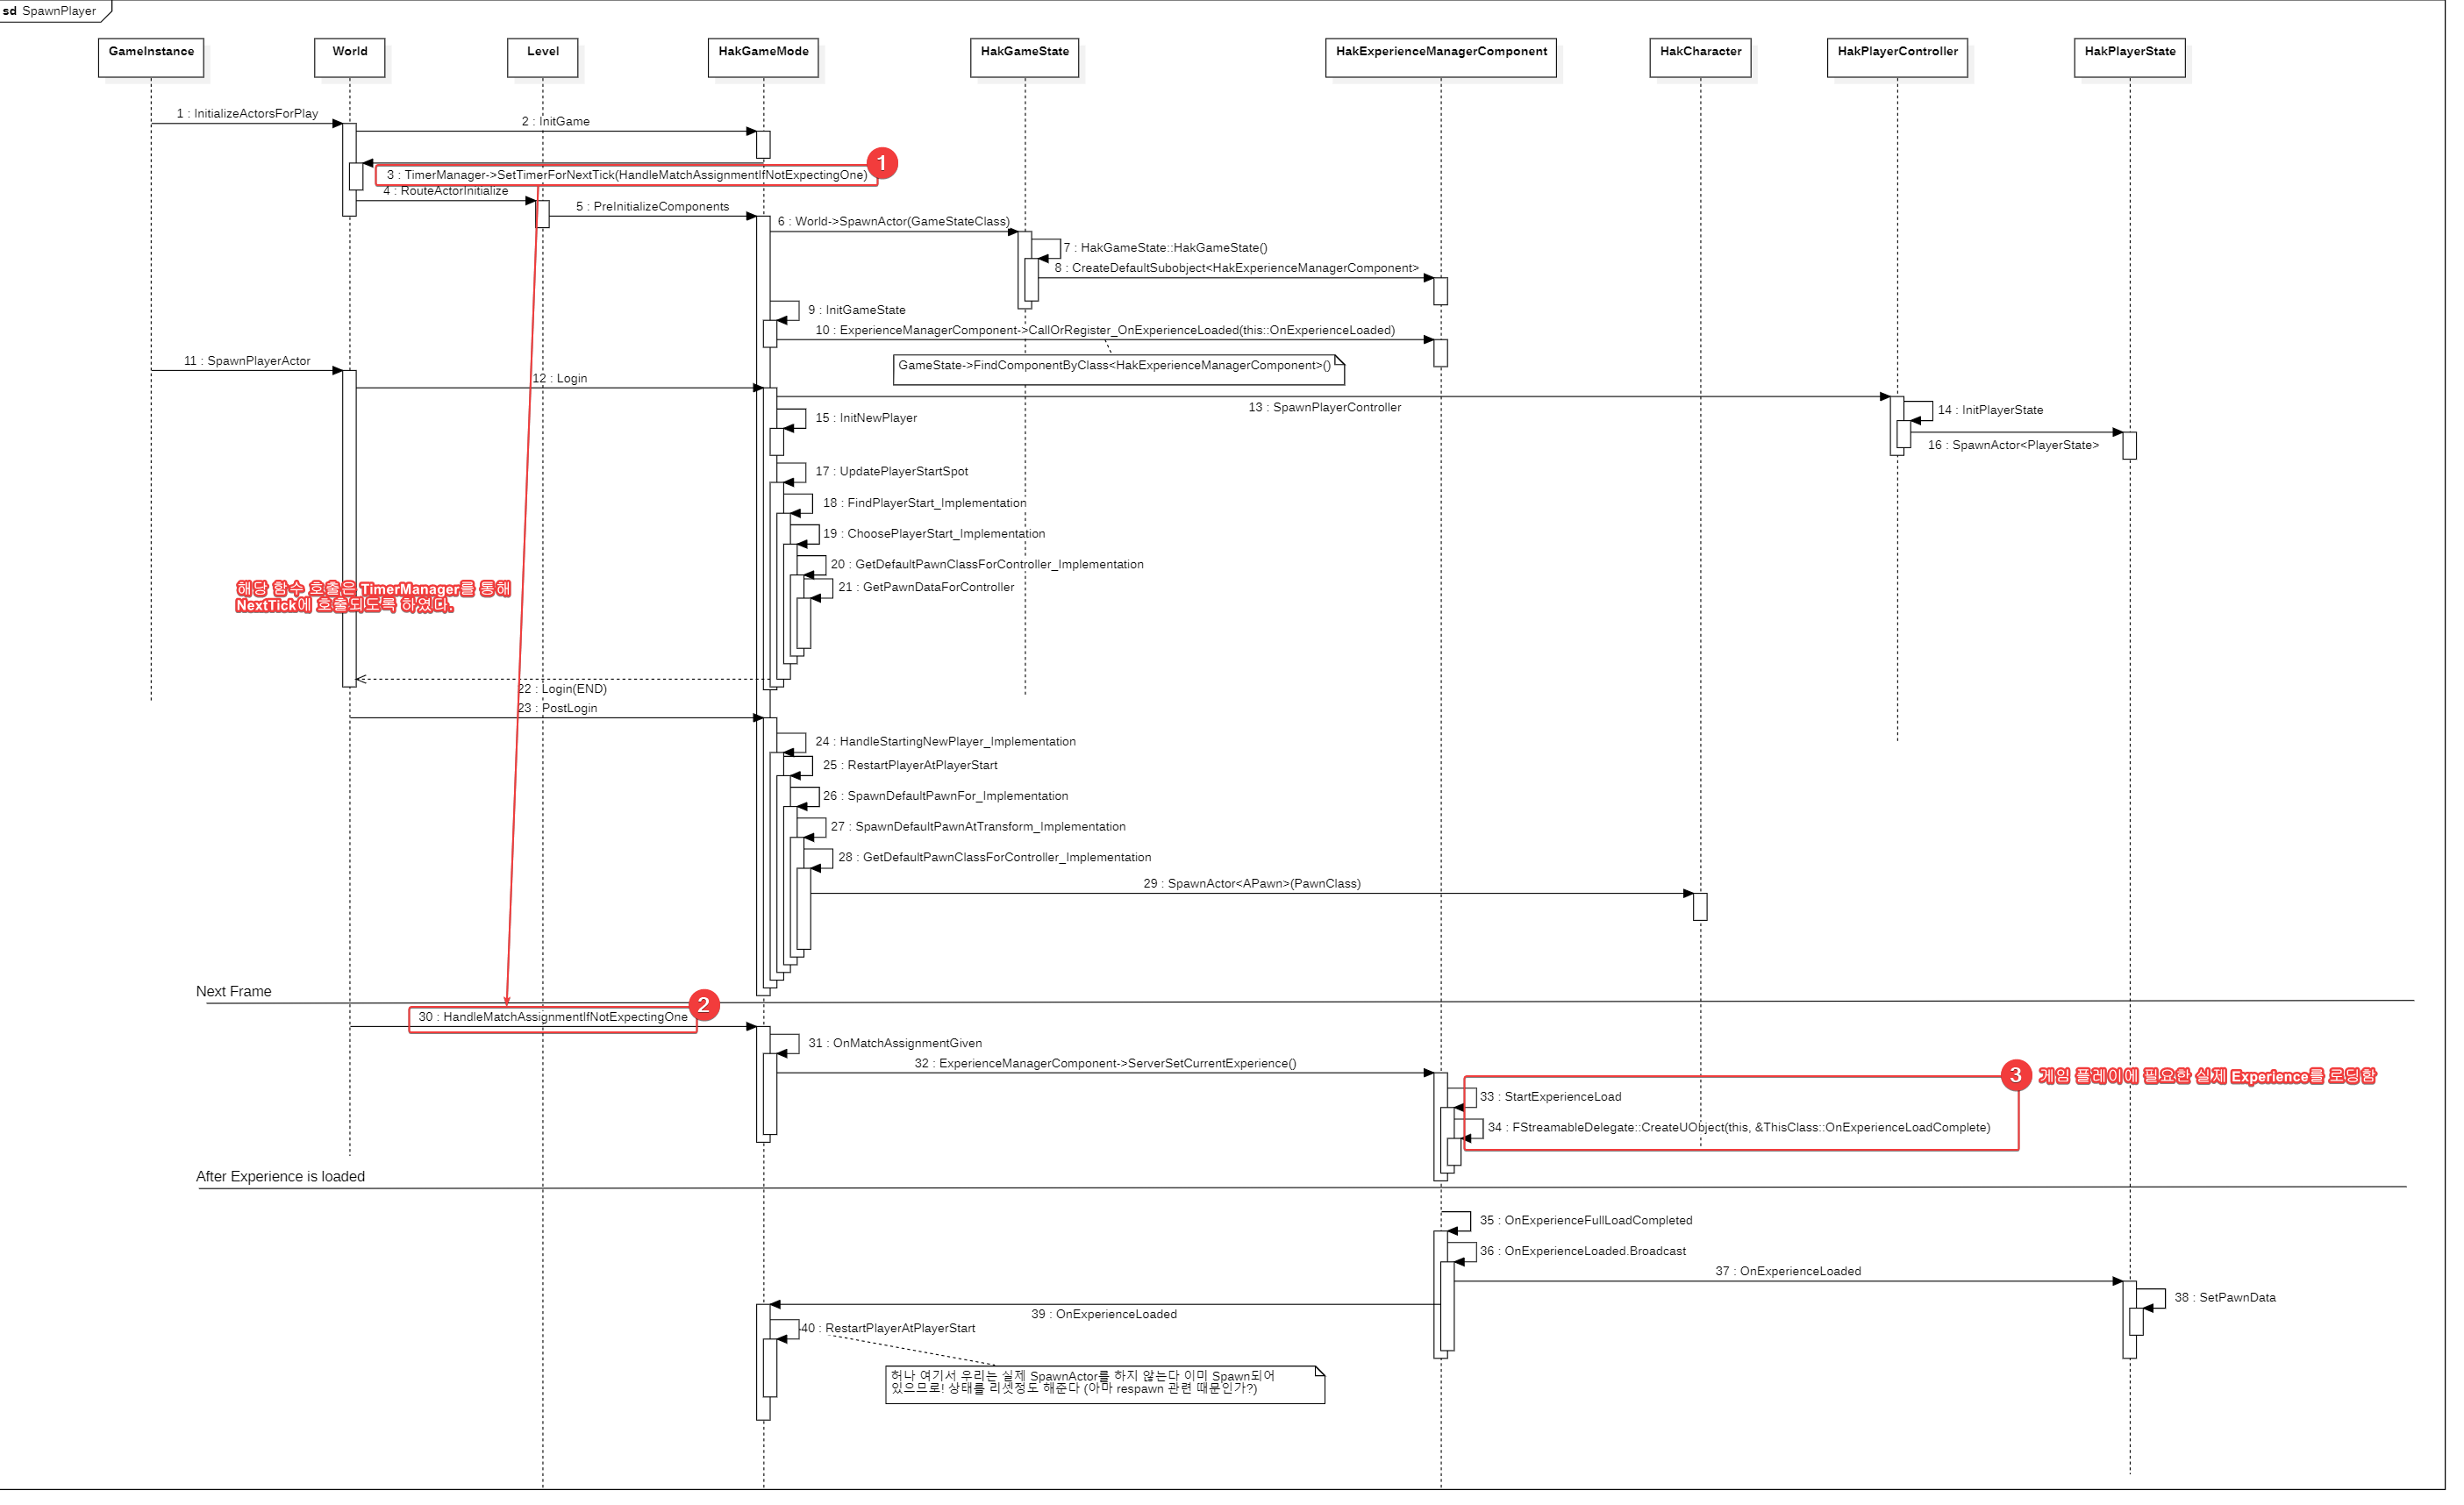 sd SpawnPlayer
GameInstance
World
Level
HakGameMode
HakGameState
HakExperienceManagerComponent
HakCharacter
HakPlayerController
HakPlayerState
1 : InitializeActorsForPlay
2 : InitGame
1
3 : TimerManager->SetTimerForNextTick(HandleMatchAssignmentIfNotExpectingOne)
4 : RouteActorInitialize
5 : PreInitializeComponents
6 : World->SpawnActor(GameStateClass)
7 : HakGameState::HakGameState()
8 : CreateDefaultSubobject<HakExperienceManagerComponent>
9 : InitGameState
10 : ExperienceManagerComponent->CallOrRegister_OnExperienceLoaded(this::OnExperienceLoaded)
GameState->FindComponentByClass<HakExperienceManagerComponent>()
11 : SpawnPlayerActor
12 : Login
13 : SpawnPlayerController
14 : InitPlayerState
15 : InitNewPlayer
16 : SpawnActor<PlayerState>
17 : UpdatePlayerStartSpot
18 : FindPlayerStart_Implementation
19 : ChoosePlayerStart_Implementation
20 : GetDefaultPawnClassForController_Implementation
21 : GetPawnDataForController
해당 함수 호출은 TimerManager를 통해
NextTick에 호출되도록 하였다.
22 : Login(END)
23 : PostLogin
24 : HandleStartingNewPlayer_Implementation
25 : RestartPlayerAtPlayerStart
26 : SpawnDefaultPawnFor_Implementation
27 : SpawnDefaultPawnAtTransform_Implementation
28 : GetDefaultPawnClassForController_Implementation
29 : SpawnActor<APawn>(PawnClass)
Next Frame
2
30 : HandleMatchAssignmentIfNotExpectingOne
31 : OnMatchAssignmentGiven
32 : ExperienceManagerComponent->ServerSetCurrentExperience()
3 게임 플레이에 필요한 실제 Experience를 로딩함
33 : StartExperienceLoad
34 : FStreamableDelegate::CreateUObject(this, &ThisClass::OnExperienceLoadComplete)
After Experience is loaded
35 : OnExperienceFullLoadCompleted
36 : OnExperienceLoaded.Broadcast
37 : OnExperienceLoaded
38 : SetPawnData
39 : OnExperienceLoaded
40 : RestartPlayerAtPlayerStart
허나 여기서 우리는 실제 SpawnActor를 하지 않는다 이미 Spawn되어
있으므로! 상태를 리셋정도 해준다 (아마 respawn 관련 때문인가?)